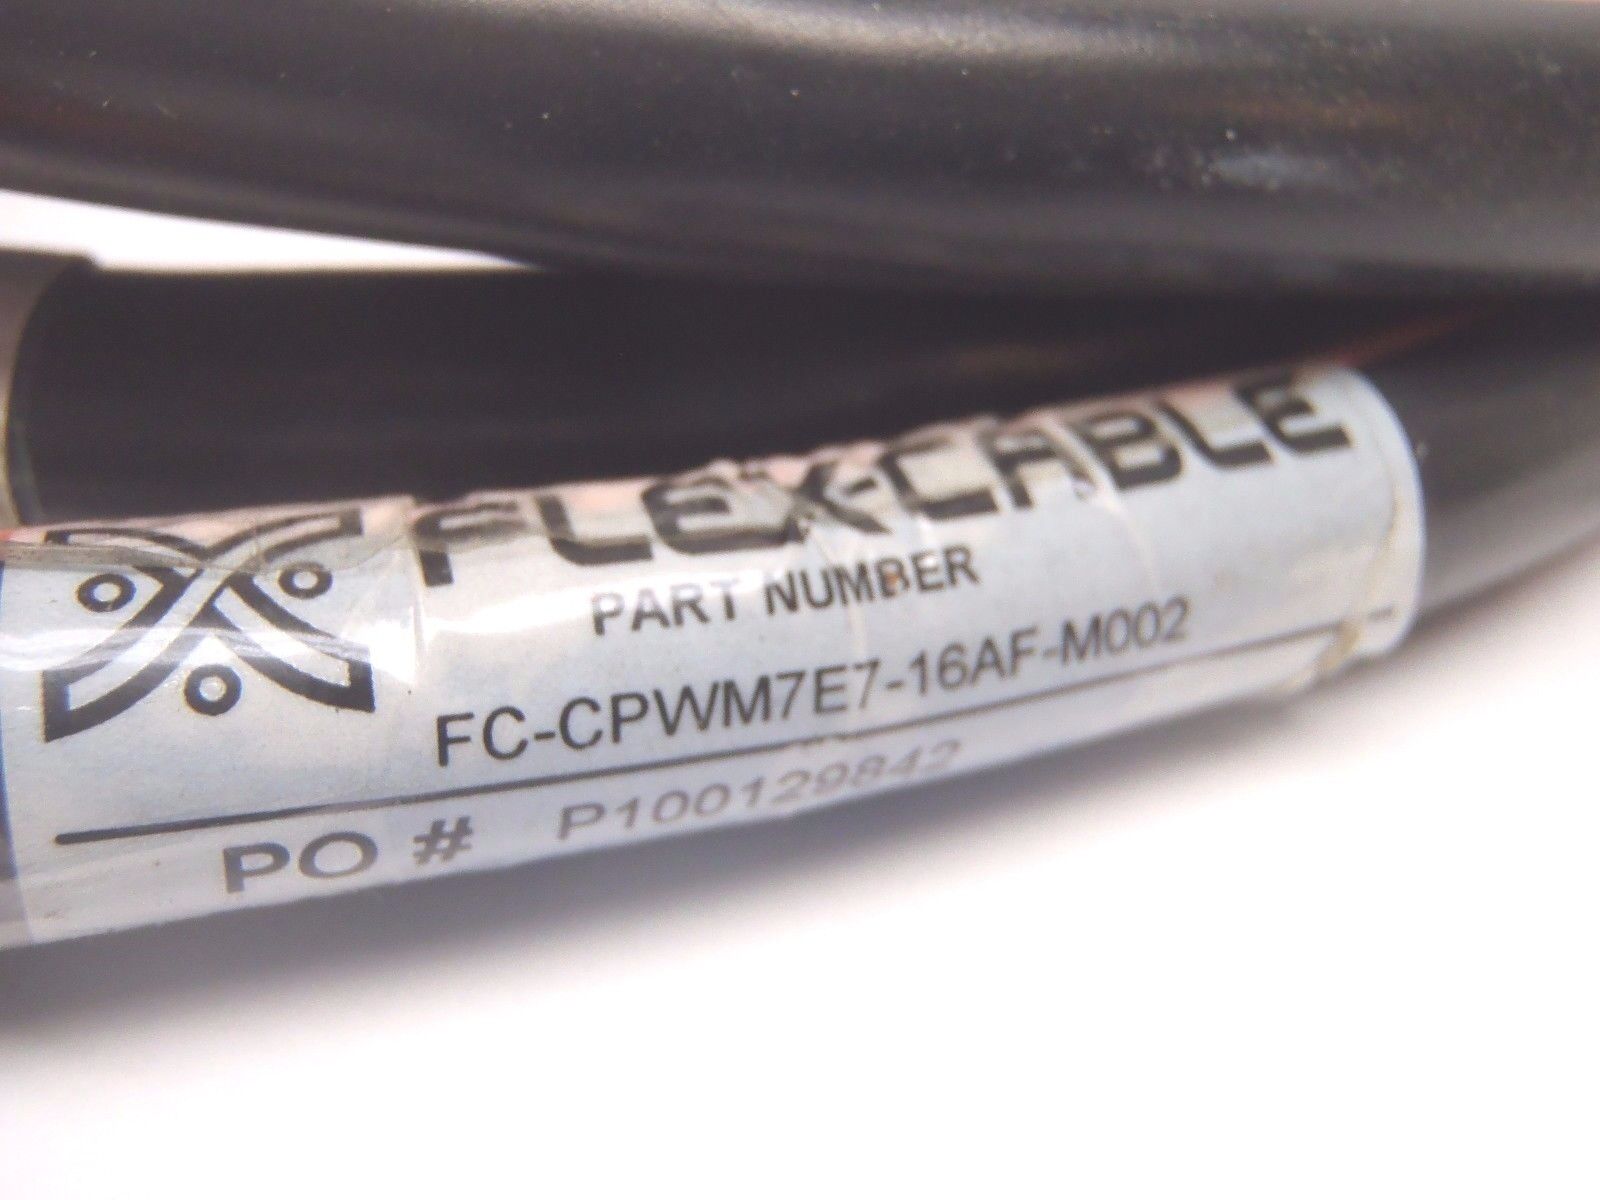 FLEX-CABLE
PART NUMBER
FC-CPWM7E7-16AF-M002
PO # P100129842